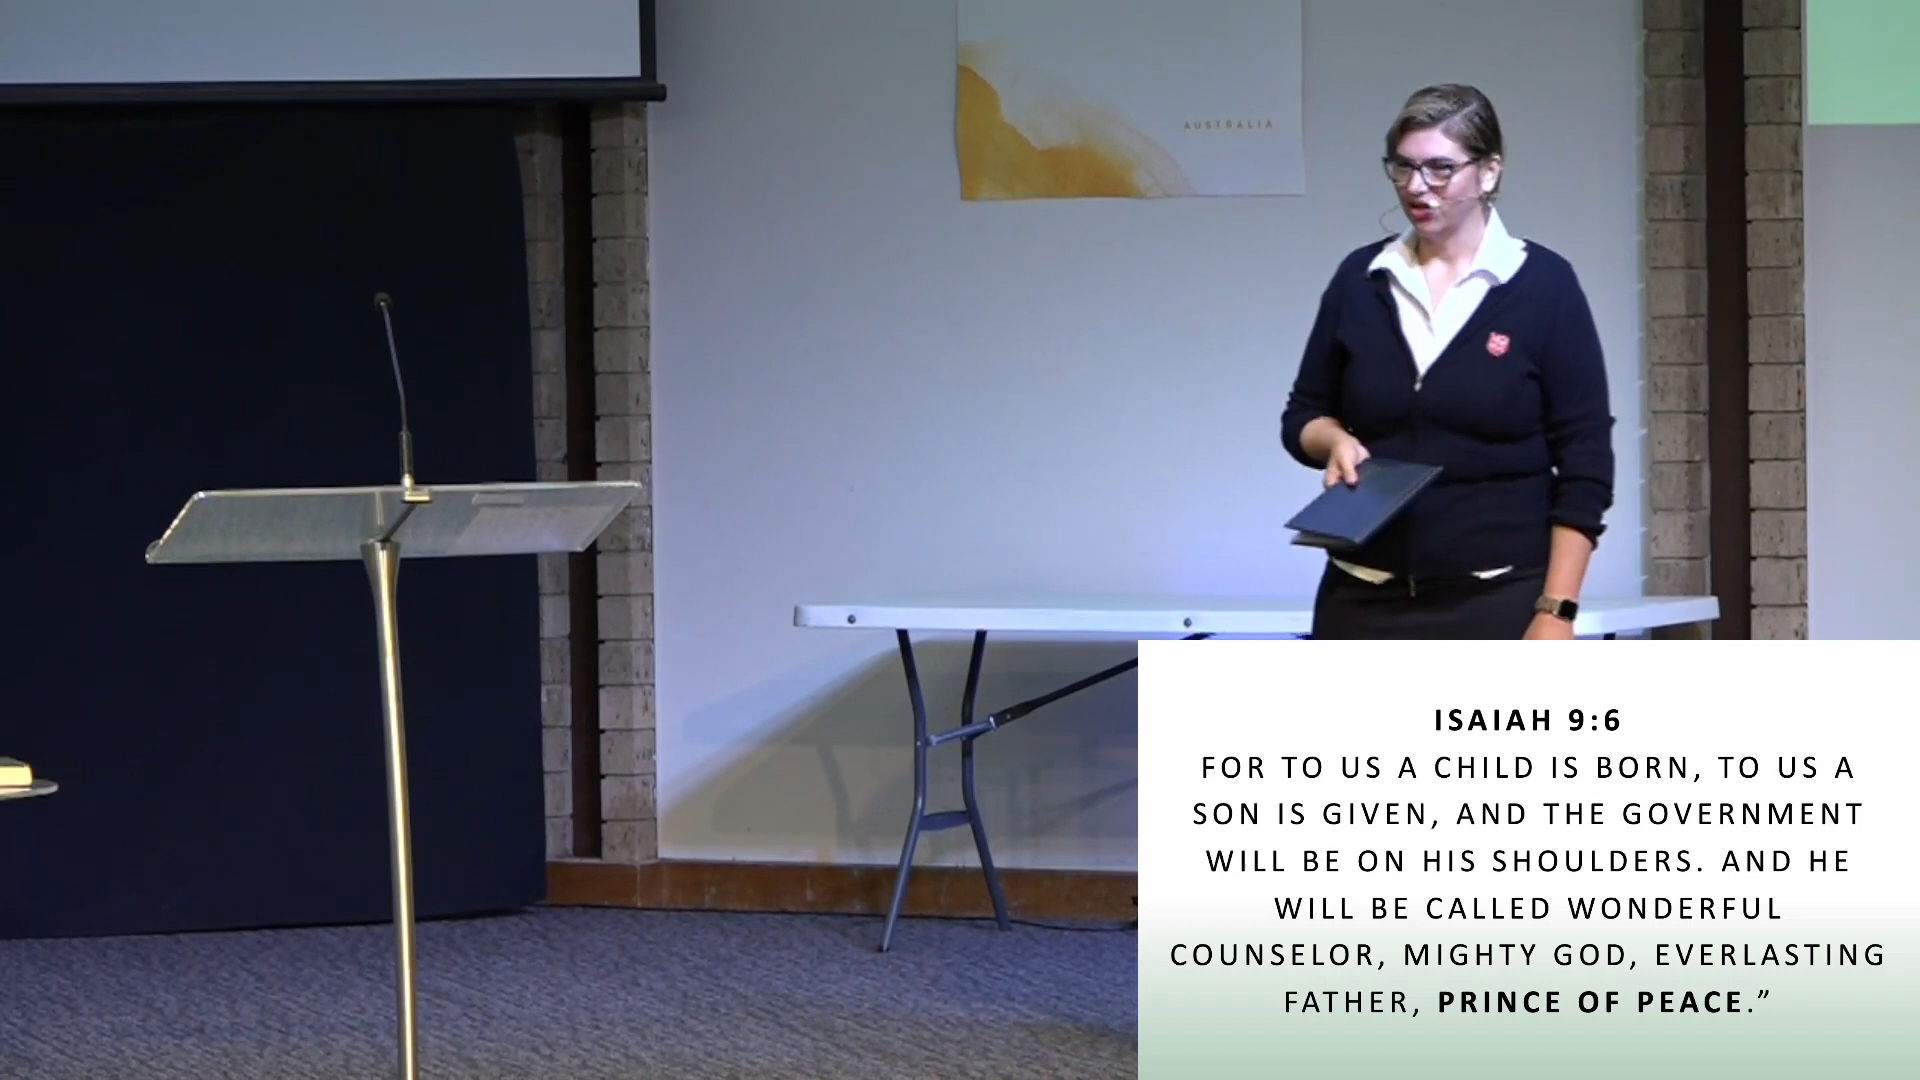 AUSTRALIA
ISAIAH 9:6
FOR TO US A CHILD IS BORN, TO US A
SON IS GIVEN, AND THE GOVERNMENT
WILL BE ON HIS SHOULDERS. AND HE
WILL BE CALLED WONDERFUL
COUNSELOR, MIGHTY GOD, EVERLASTING
FATHER, PRINCE OF PEACE.”